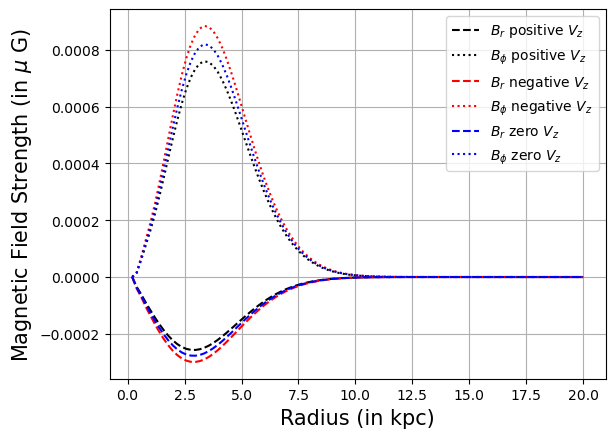 Magnetic Field Strength (in μ G)
0.0008
0.0006
0.0004
0.0002
0.0000
−0.0002
B_r positive V_z
B_ϕ positive V_z
B_r negative V_z
B_ϕ negative V_z
B_r zero V_z
B_ϕ zero V_z
0.0 2.5 5.0 7.5 10.0 12.5 15.0 17.5 20.0
Radius (in kpc)